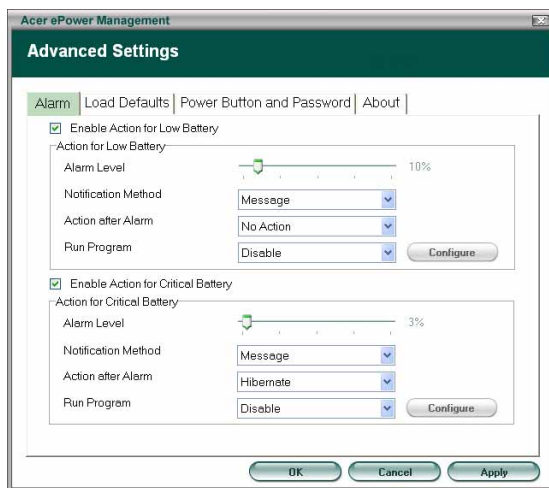 Acer ePower Management
Advanced Settings
Alarm Load Defaults Power Button and Password About
Enable Action for Low Battery
Action for Low Battery
Alarm Level 10%
Notification Method Message
Action after Alarm No Action
Run Program Disable Configure
Enable Action for Critical Battery
Action for Critical Battery
Alarm Level 3%
Notification Method Message
Action after Alarm Hibernate
Run Program Disable Configure
OK Cancel Apply